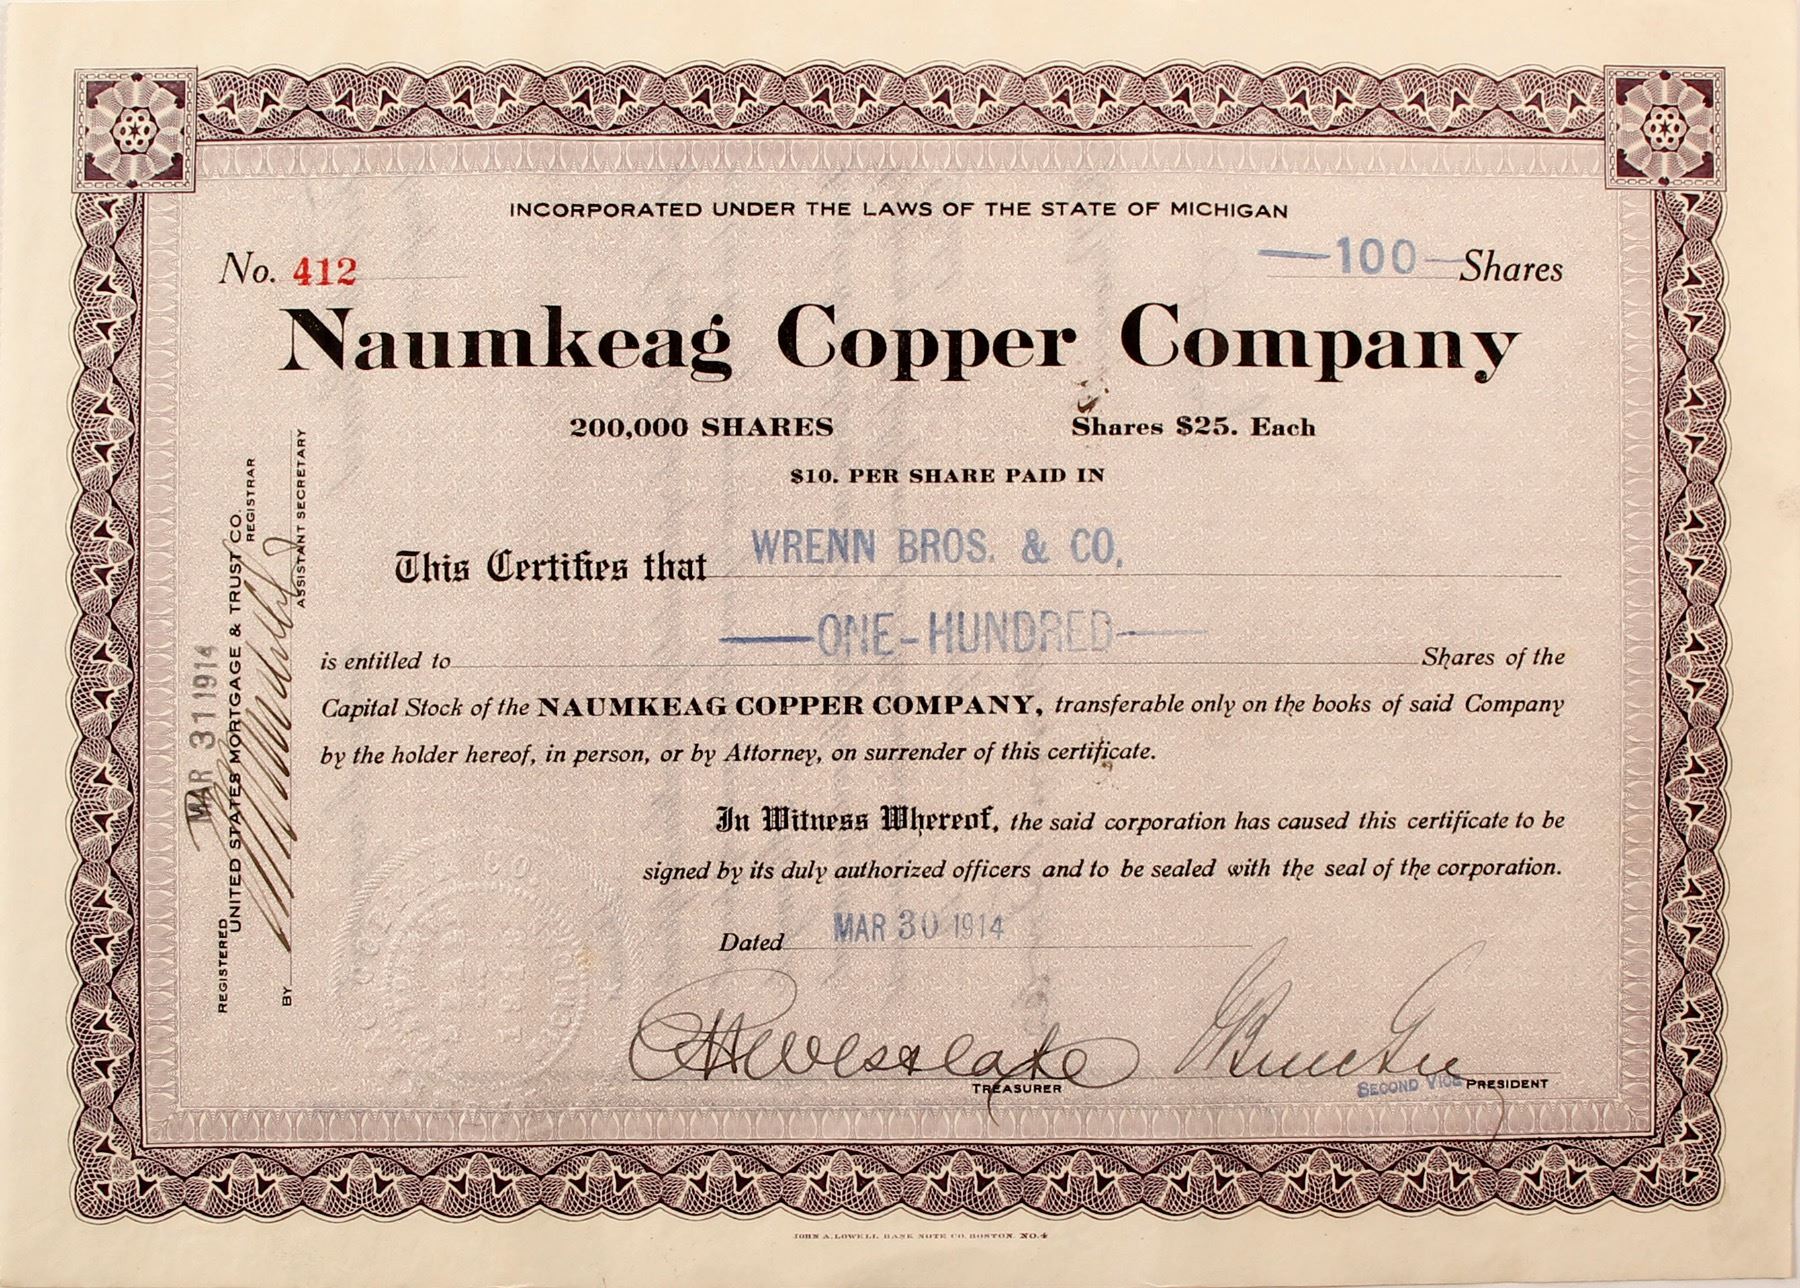 INCORPORATED UNDER THE LAWS OF THE STATE OF MICHIGAN
No. 412
—100— Shares
Naumkeag Copper Company
200,000 SHARES
Shares $25. Each
$10. PER SHARE PAID IN
This Certifies that WRENN BROS. & CO.
is entitled to —ONE-HUNDRED— Shares of the
Capital Stock of the NAUMKEAG COPPER COMPANY, transferable only on the books of said Company
by the holder hereof, in person, or by Attorney, on surrender of this certificate.
In Witness Whereof, the said corporation has caused this certificate to be
signed by its duly authorized officers and to be sealed with the seal of the corporation.
Dated MAR 30 1914
TREASURER
SECOND VICE PRESIDENT
MAR 31 1914
REGISTERED
UNITED STATES MORTGAGE & TRUST CO.
REGISTRAR
BY
ASSISTANT SECRETARY
JOHN A. LOWELL BANK NOTE CO. BOSTON. NO. 4